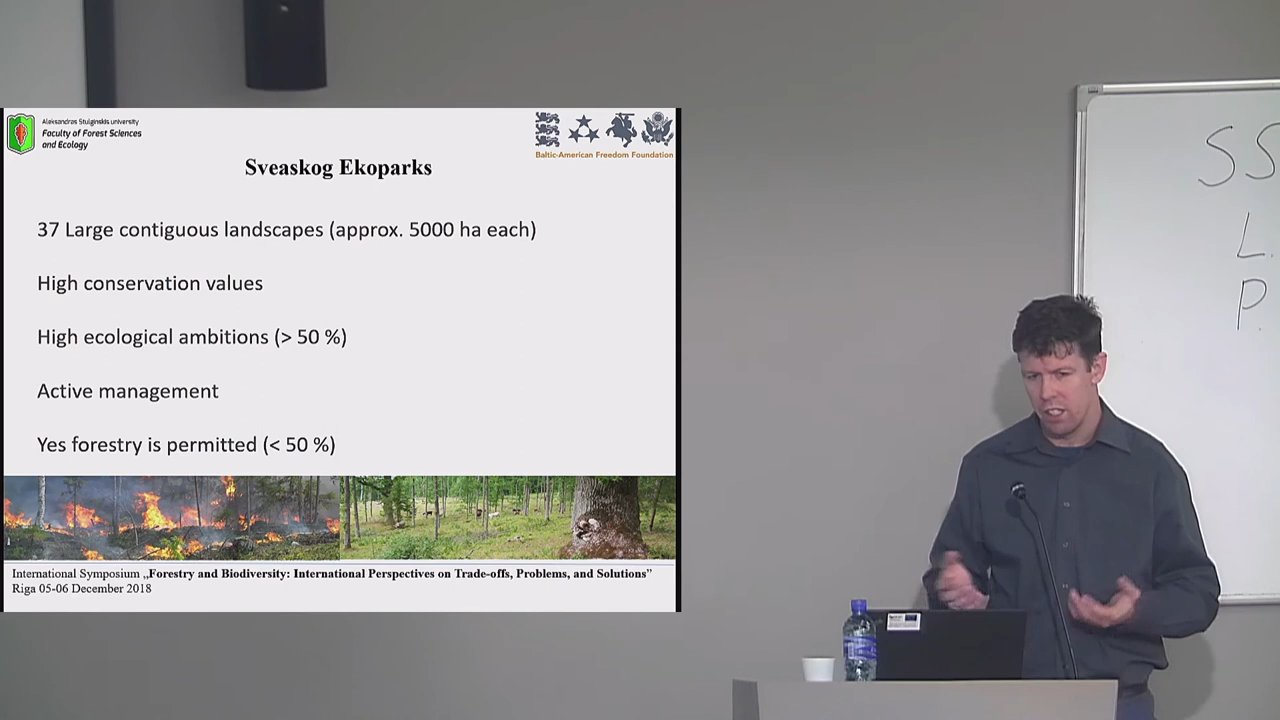 Aleksandras Stulginskis university
Faculty of Forest Sciences
and Ecology
Baltic-American Freedom Foundation
Sveaskog Ekoparks
37 Large contiguous landscapes (approx. 5000 ha each)
High conservation values
High ecological ambitions (> 50 %)
Active management
Yes forestry is permitted (< 50 %)
International Symposium „Forestry and Biodiversity: International Perspectives on Trade-offs, Problems, and Solutions”
Riga 05-06 December 2018
SS
L.
P.